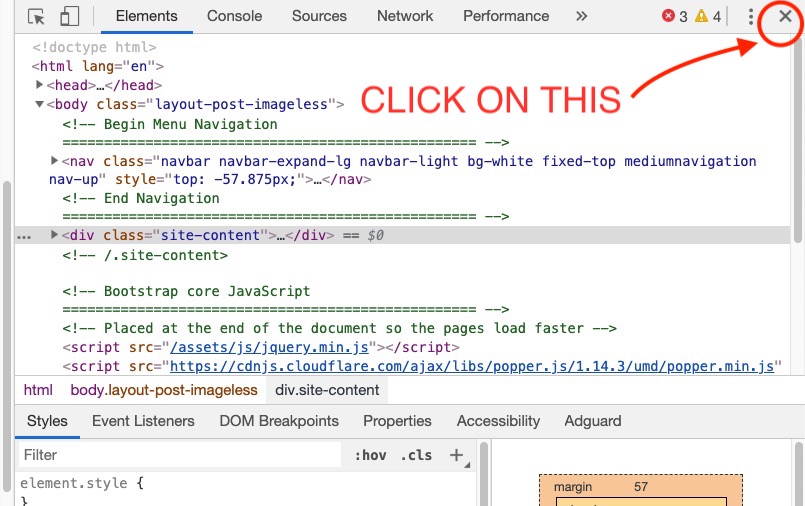 Elements Console Sources Network Performance » 3 4
<!doctype html>
<html lang="en">
<head>…</head>
<body class="layout-post-imageless">
CLICK ON THIS
<!-- Begin Menu Navigation
================================================== -->
<nav class="navbar navbar-expand-lg navbar-light bg-white fixed-top mediumnavigation
nav-up" style="top: -57.875px;">…</nav>
<!-- End Navigation
================================================== -->
… <div class="site-content">…</div> == $0
<!-- /.site-content>
<!-- Bootstrap core JavaScript
================================================== -->
<!-- Placed at the end of the document so the pages load faster -->
<script src="/assets/js/jquery.min.js"></script>
<script src="https://cdnjs.cloudflare.com/ajax/libs/popper.js/1.14.3/umd/popper.min.js"
html body.layout-post-imageless div.site-content
Styles Event Listeners DOM Breakpoints Properties Accessibility Adguard
Filter :hov .cls +
element.style {
}
margin 57